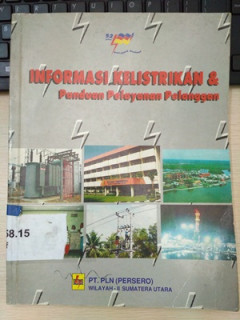 INFORMASI KELISTRIKAN &
Panduan Pelayanan Pelanggan
58.15
PT. PLN (PERSERO)
WILAYAH-II SUMATERA UTARA